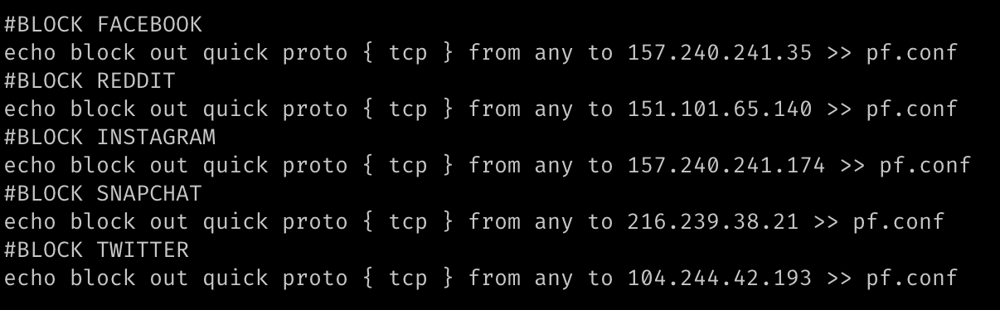 #BLOCK FACEBOOK
echo block out quick proto { tcp } from any to 157.240.241.35 >> pf.conf
#BLOCK REDDIT
echo block out quick proto { tcp } from any to 151.101.65.140 >> pf.conf
#BLOCK INSTAGRAM
echo block out quick proto { tcp } from any to 157.240.241.174 >> pf.conf
#BLOCK SNAPCHAT
echo block out quick proto { tcp } from any to 216.239.38.21 >> pf.conf
#BLOCK TWITTER
echo block out quick proto { tcp } from any to 104.244.42.193 >> pf.conf